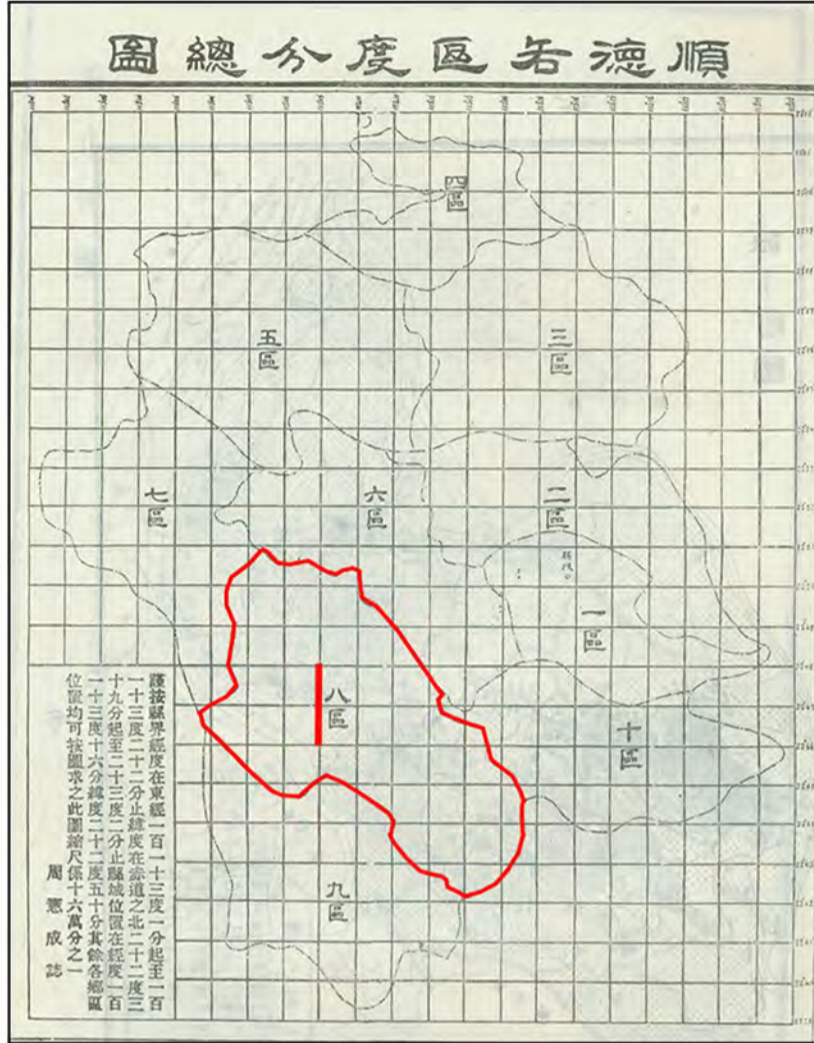 順德各區度分總圖
四區
五區
三區
七區
六區
二區
縣城
一區
八區
十區
九區
謹按縣界經度在東經一百一十三度一分起至一百
一十三度二十二分止緯度在赤道之北二十二度三
十九分起至二十三度二分止縣城位置在經度一百
一十三度十六分緯度二十二度五十分其餘各鄉區
位置均可按圖求之此圖縮尺係十六萬分之一
周憲成誌